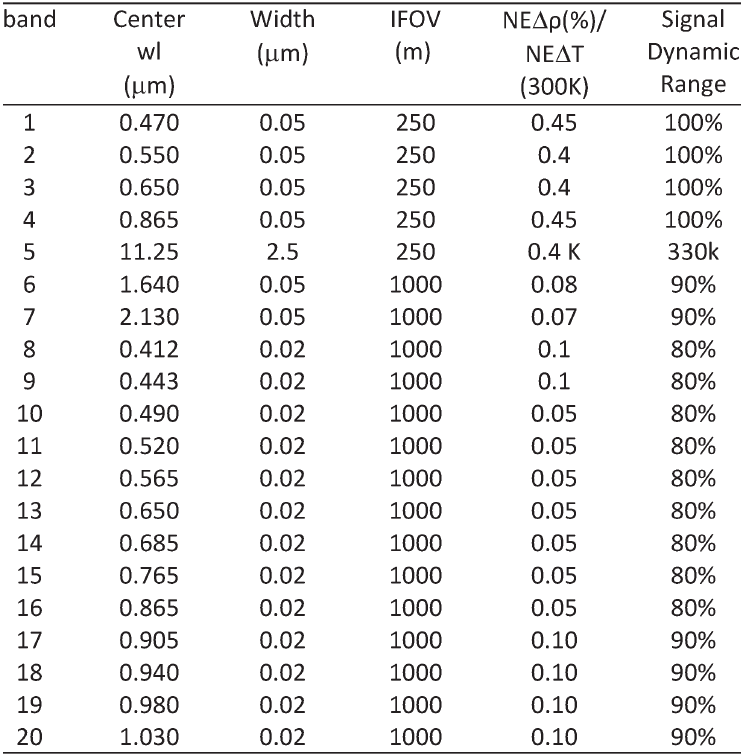 band Center Width IFOV NEΔρ(%)/ Signal
wl (μm) (m) NEΔT Dynamic
(μm) (300K) Range
1 0.470 0.05 250 0.45 100%
2 0.550 0.05 250 0.4 100%
3 0.650 0.05 250 0.4 100%
4 0.865 0.05 250 0.45 100%
5 11.25 2.5 250 0.4 K 330k
6 1.640 0.05 1000 0.08 90%
7 2.130 0.05 1000 0.07 90%
8 0.412 0.02 1000 0.1 80%
9 0.443 0.02 1000 0.1 80%
10 0.490 0.02 1000 0.05 80%
11 0.520 0.02 1000 0.05 80%
12 0.565 0.02 1000 0.05 80%
13 0.650 0.02 1000 0.05 80%
14 0.685 0.02 1000 0.05 80%
15 0.765 0.02 1000 0.05 80%
16 0.865 0.02 1000 0.05 80%
17 0.905 0.02 1000 0.10 90%
18 0.940 0.02 1000 0.10 90%
19 0.980 0.02 1000 0.10 90%
20 1.030 0.02 1000 0.10 90%